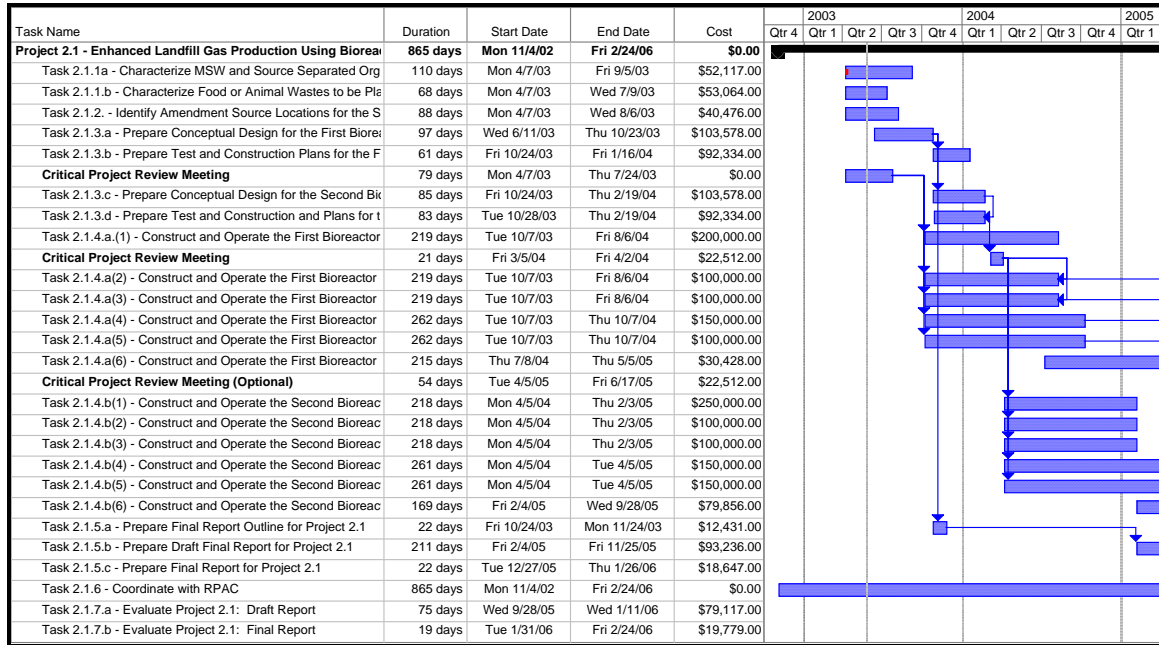 2003 2004 2005
Task Name Duration Start Date End Date Cost Qtr 4 Qtr 1 Qtr 2 Qtr 3 Qtr 4 Qtr 1 Qtr 2 Qtr 3 Qtr 4 Qtr 1
Project 2.1 - Enhanced Landfill Gas Production Using Biorea 865 days Mon 11/4/02 Fri 2/24/06 $0.00
Task 2.1.1a - Characterize MSW and Source Separated Org 110 days Mon 4/7/03 Fri 9/5/03 $52,117.00
Task 2.1.1.b - Characterize Food or Animal Wastes to be Pla 68 days Mon 4/7/03 Wed 7/9/03 $53,064.00
Task 2.1.2. - Identify Amendment Source Locations for the S 88 days Mon 4/7/03 Wed 8/6/03 $40,476.00
Task 2.1.3.a - Prepare Conceptual Design for the First Biorea 97 days Wed 6/11/03 Thu 10/23/03 $103,578.00
Task 2.1.3.b - Prepare Test and Construction Plans for the F 61 days Fri 10/24/03 Fri 1/16/04 $92,334.00
Critical Project Review Meeting 79 days Mon 4/7/03 Thu 7/24/03 $0.00
Task 2.1.3.c - Prepare Conceptual Design for the Second Bio 85 days Fri 10/24/03 Thu 2/19/04 $103,578.00
Task 2.1.3.d - Prepare Test and Construction and Plans for t 83 days Tue 10/28/03 Thu 2/19/04 $92,334.00
Task 2.1.4.a.(1) - Construct and Operate the First Bioreactor 219 days Tue 10/7/03 Fri 8/6/04 $200,000.00
Critical Project Review Meeting 21 days Fri 3/5/04 Fri 4/2/04 $22,512.00
Task 2.1.4.a(2) - Construct and Operate the First Bioreactor 219 days Tue 10/7/03 Fri 8/6/04 $100,000.00
Task 2.1.4.a(3) - Construct and Operate the First Bioreactor 219 days Tue 10/7/03 Fri 8/6/04 $100,000.00
Task 2.1.4.a(4) - Construct and Operate the First Bioreactor 262 days Tue 10/7/03 Thu 10/7/04 $150,000.00
Task 2.1.4.a(5) - Construct and Operate the First Bioreactor 262 days Tue 10/7/03 Thu 10/7/04 $100,000.00
Task 2.1.4.a(6) - Construct and Operate the First Bioreactor 215 days Thu 7/8/04 Thu 5/5/05 $30,428.00
Critical Project Review Meeting (Optional) 54 days Tue 4/5/05 Fri 6/17/05 $22,512.00
Task 2.1.4.b(1) - Construct and Operate the Second Bioreac 218 days Mon 4/5/04 Thu 2/3/05 $250,000.00
Task 2.1.4.b(2) - Construct and Operate the Second Bioreac 218 days Mon 4/5/04 Thu 2/3/05 $100,000.00
Task 2.1.4.b(3) - Construct and Operate the Second Bioreac 218 days Mon 4/5/04 Thu 2/3/05 $100,000.00
Task 2.1.4.b(4) - Construct and Operate the Second Bioreac 261 days Mon 4/5/04 Tue 4/5/05 $150,000.00
Task 2.1.4.b(5) - Construct and Operate the Second Bioreac 261 days Mon 4/5/04 Tue 4/5/05 $150,000.00
Task 2.1.4.b(6) - Construct and Operate the Second Bioreac 169 days Fri 2/4/05 Wed 9/28/05 $79,856.00
Task 2.1.5.a - Prepare Final Report Outline for Project 2.1 22 days Fri 10/24/03 Mon 11/24/03 $12,431.00
Task 2.1.5.b - Prepare Draft Final Report for Project 2.1 211 days Fri 2/4/05 Fri 11/25/05 $93,236.00
Task 2.1.5.c - Prepare Final Report for Project 2.1 22 days Tue 12/27/05 Thu 1/26/06 $18,647.00
Task 2.1.6 - Coordinate with RPAC 865 days Mon 11/4/02 Fri 2/24/06 $0.00
Task 2.1.7.a - Evaluate Project 2.1: Draft Report 75 days Wed 9/28/05 Wed 1/11/06 $79,117.00
Task 2.1.7.b - Evaluate Project 2.1: Final Report 19 days Tue 1/31/06 Fri 2/24/06 $19,779.00